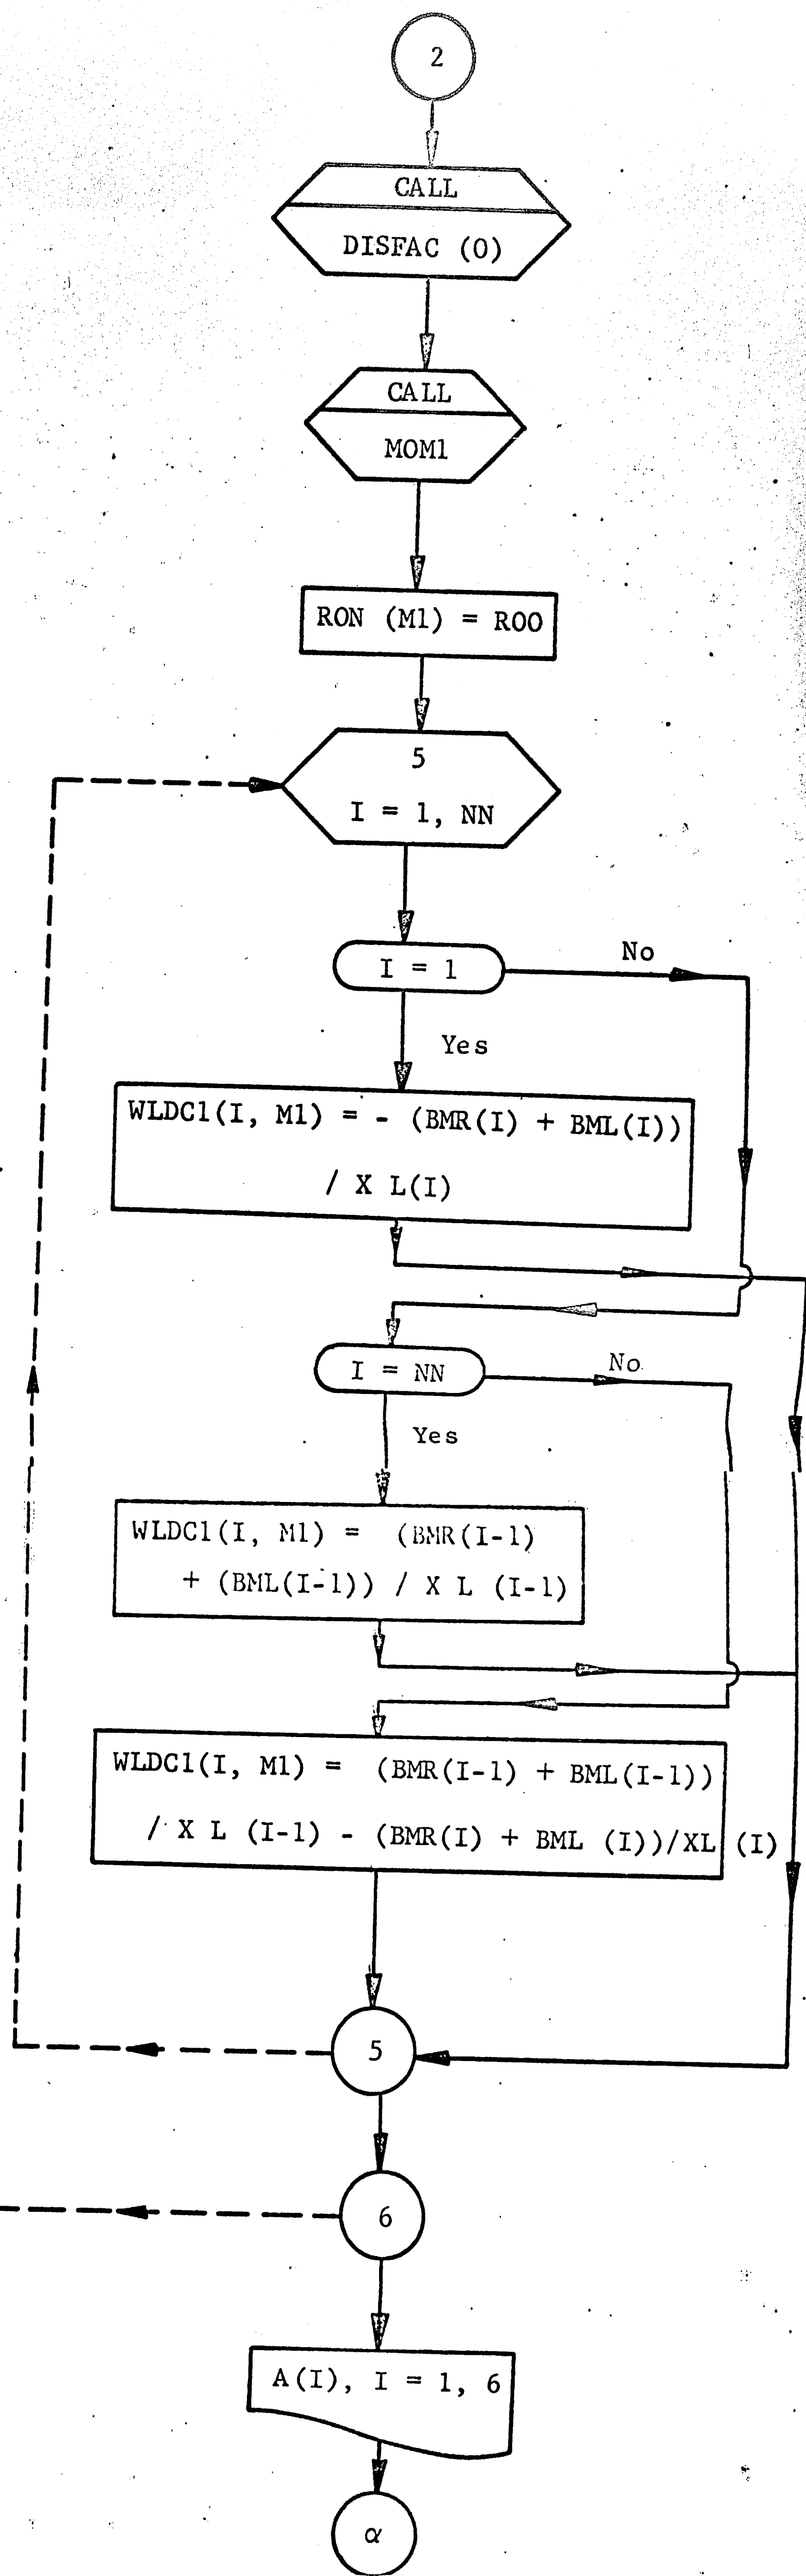 2
CALL
DISFAC (0)
CALL
MOM1
RON (M1) = ROO
5
I = 1, NN
I = 1
No
Yes
WLDC1(I, M1) = - (BMR(I) + BML(I))
/ X L(I)
I = NN
No
Yes
WLDC1(I, M1) = (BMR(I-1)
+ (BML(I-1)) / X L (I-1)
WLDC1(I, M1) = (BMR(I-1) + BML(I-1))
/ X L (I-1) - (BMR(I) + BML (I))/XL (I)
5
6
A(I), I = 1, 6
α